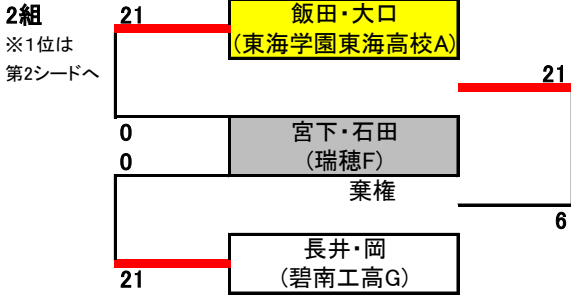 2組
※1位は
第2シードへ
21
飯田・大口
(東海学園東海高校A)
21
0
0
宮下・石田
(瑞穂F)
棄権
6
長井・岡
(碧南工高G)
21